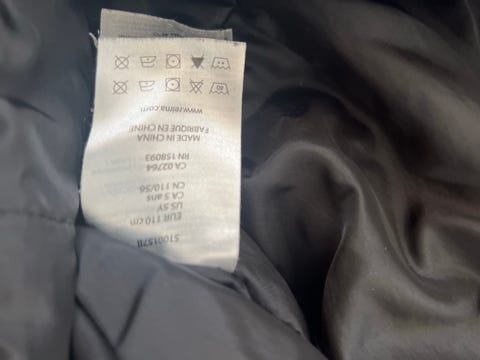 S100157B
EUR 110 cm
US 5Y
CA 5 ans
CN 110/56
CA 02764
RN 158093
MADE IN CHINA
FABRIQUÉ EN CHINE
www.reima.com